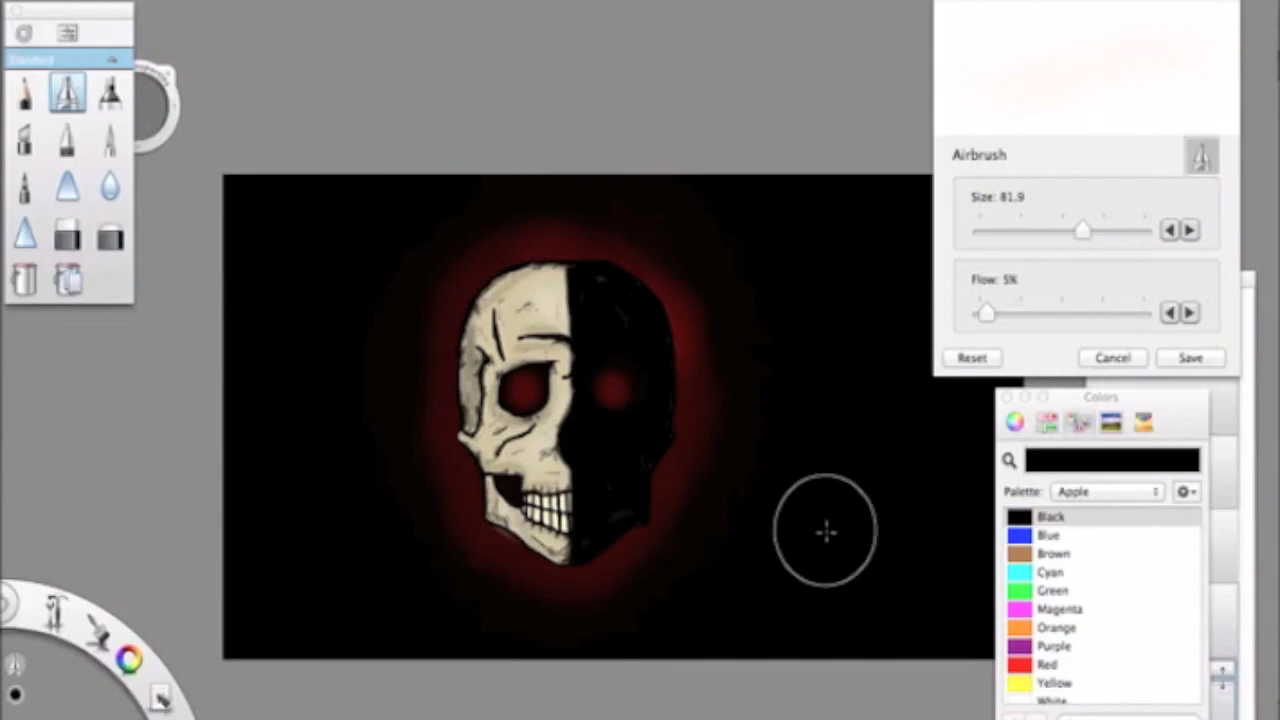 Standard
Airbrush
Size: 81.9
Flow: 5%
Reset
Cancel
Save
Colors
Palette:
Apple
Black
Blue
Brown
Cyan
Green
Magenta
Orange
Purple
Red
Yellow
White